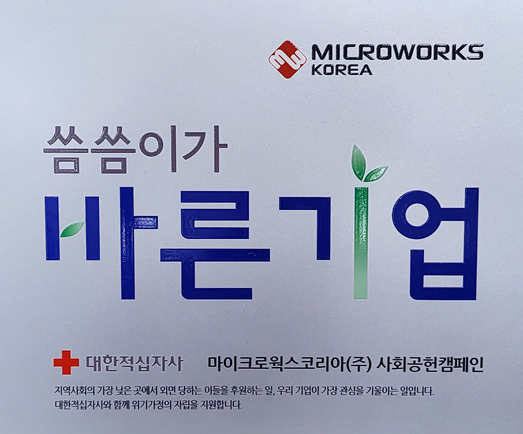 MICROWORKS
KOREA
씀씀이가
바른기업
대한적십자사 마이크로웍스코리아(주) 사회공헌캠페인
지역사회의 가장 낮은 곳에서 외면 당하는 이들을 후원하는 일, 우리 기업이 가장 관심을 기울이는 일입니다.
대한적십자사와 함께 위기가정의 자립을 지원합니다.